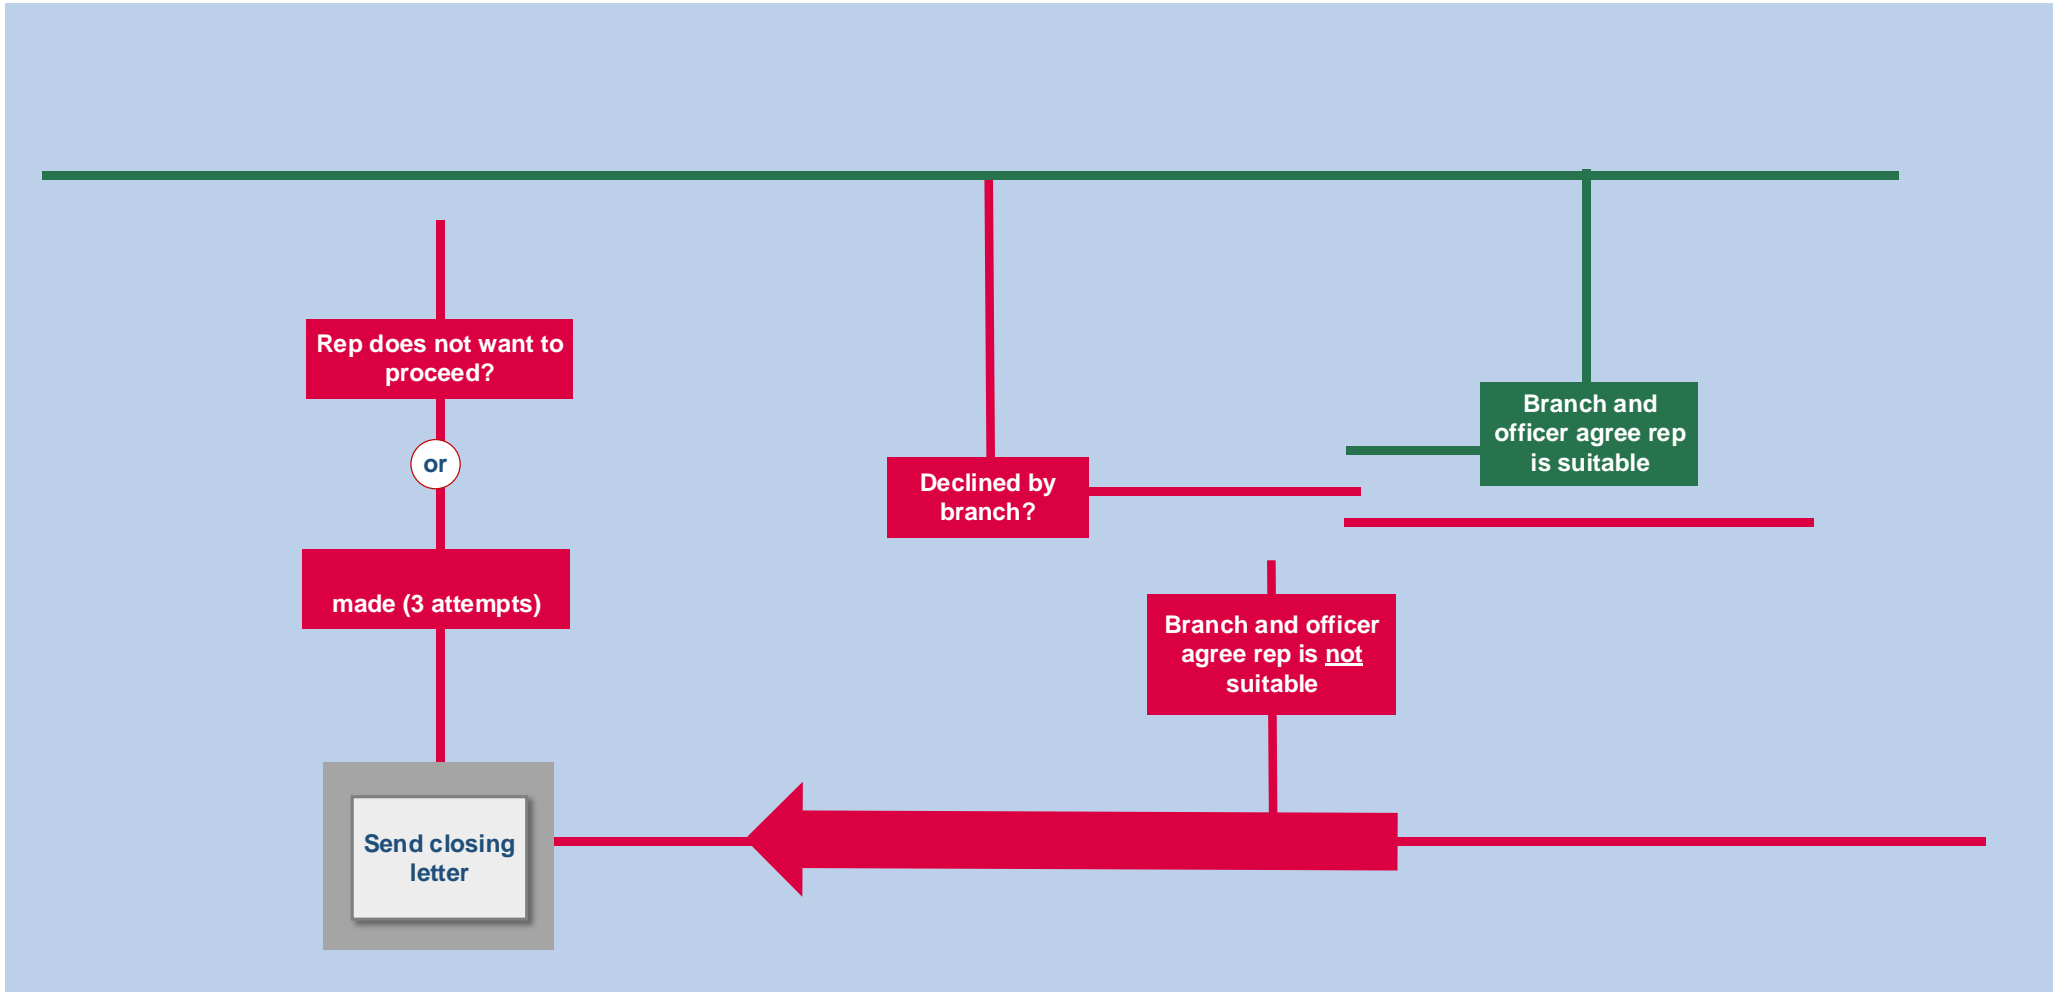 Rep does not want to
proceed?
or
made (3 attempts)
Send closing
letter
Declined by
branch?
Branch and officer
agree rep is not
suitable
Branch and
officer agree rep
is suitable